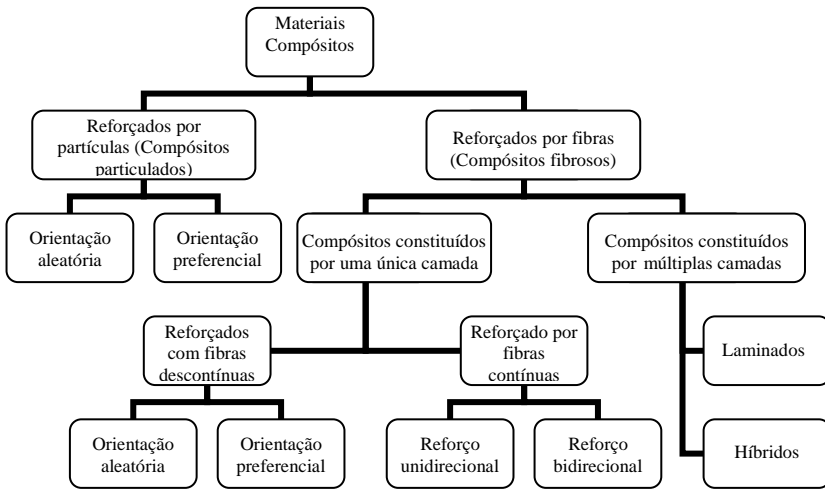 Materiais
Compósitos
Reforçados por
partículas (Compósitos
particulados)
Reforçados por fibras
(Compósitos fibrosos)
Orientação
aleatória
Orientação
preferencial
Compósitos constituídos
por uma única camada
Compósitos constituídos
por múltiplas camadas
Reforçados
com fibras
descontínuas
Reforçado por
fibras
contínuas
Laminados
Orientação
aleatória
Orientação
preferencial
Reforço
unidirecional
Reforço
bidirecional
Híbridos